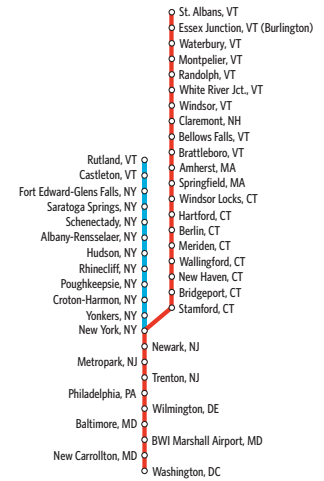 St. Albans, VT
Essex Junction, VT (Burlington)
Waterbury, VT
Montpelier, VT
Randolph, VT
White River Jct., VT
Windsor, VT
Claremont, NH
Bellows Falls, VT
Brattleboro, VT
Amherst, MA
Springfield, MA
Windsor Locks, CT
Hartford, CT
Berlin, CT
Meriden, CT
Wallingford, CT
New Haven, CT
Bridgeport, CT
Stamford, CT
Rutland, VT
Castleton, VT
Fort Edward-Glens Falls, NY
Saratoga Springs, NY
Schenectady, NY
Albany-Rensselaer, NY
Hudson, NY
Rhinecliff, NY
Poughkeepsie, NY
Croton-Harmon, NY
Yonkers, NY
New York, NY
Newark, NJ
Metropark, NJ
Trenton, NJ
Philadelphia, PA
Wilmington, DE
Baltimore, MD
BWI Marshall Airport, MD
New Carrollton, MD
Washington, DC